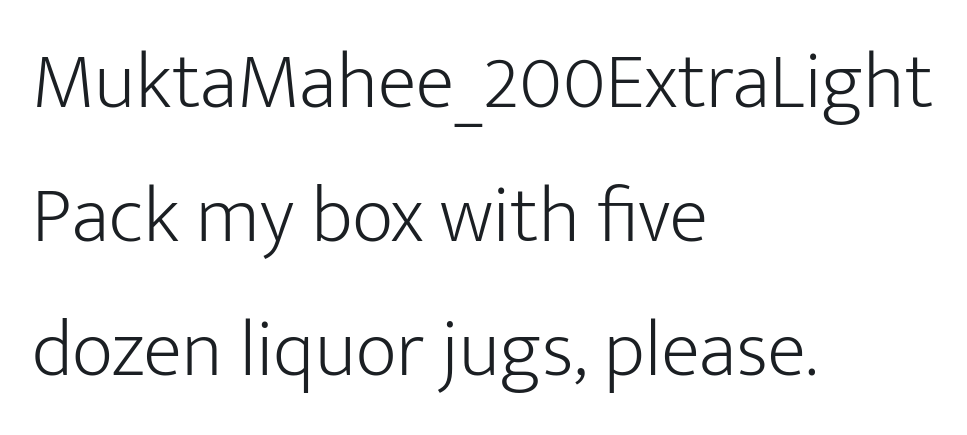 MuktaMahee_200ExtraLight
Pack my box with five
dozen liquor jugs, please.